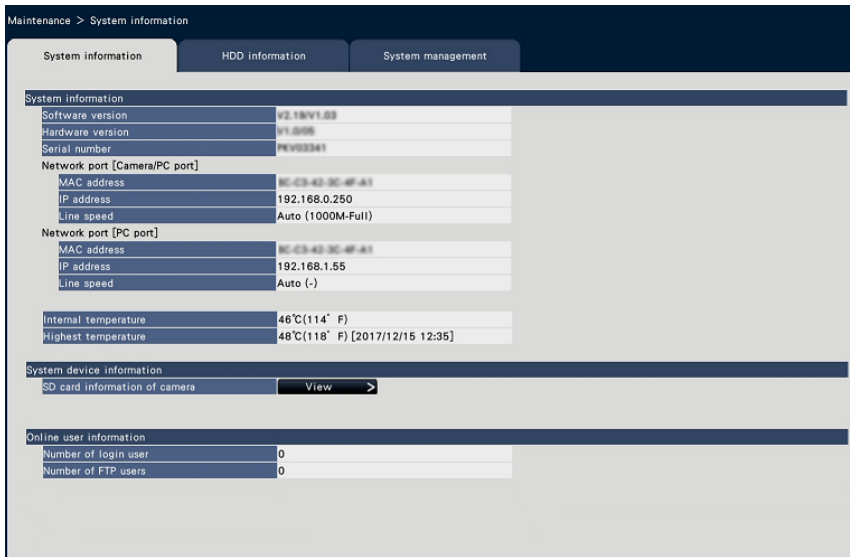 Maintenance > System information
System information HDD information System management
System information
Software version
Hardware version
Serial number
Network port [Camera/PC port]
MAC address
IP address 192.168.0.250
Line speed Auto (1000M-Full)
Network port [PC port]
MAC address
IP address 192.168.1.55
Line speed Auto (-)
Internal temperature 46℃(114° F)
Highest temperature 48℃(118° F) [2017/12/15 12:35]
System device information
SD card information of camera View >
Online user information
Number of login user 0
Number of FTP users 0